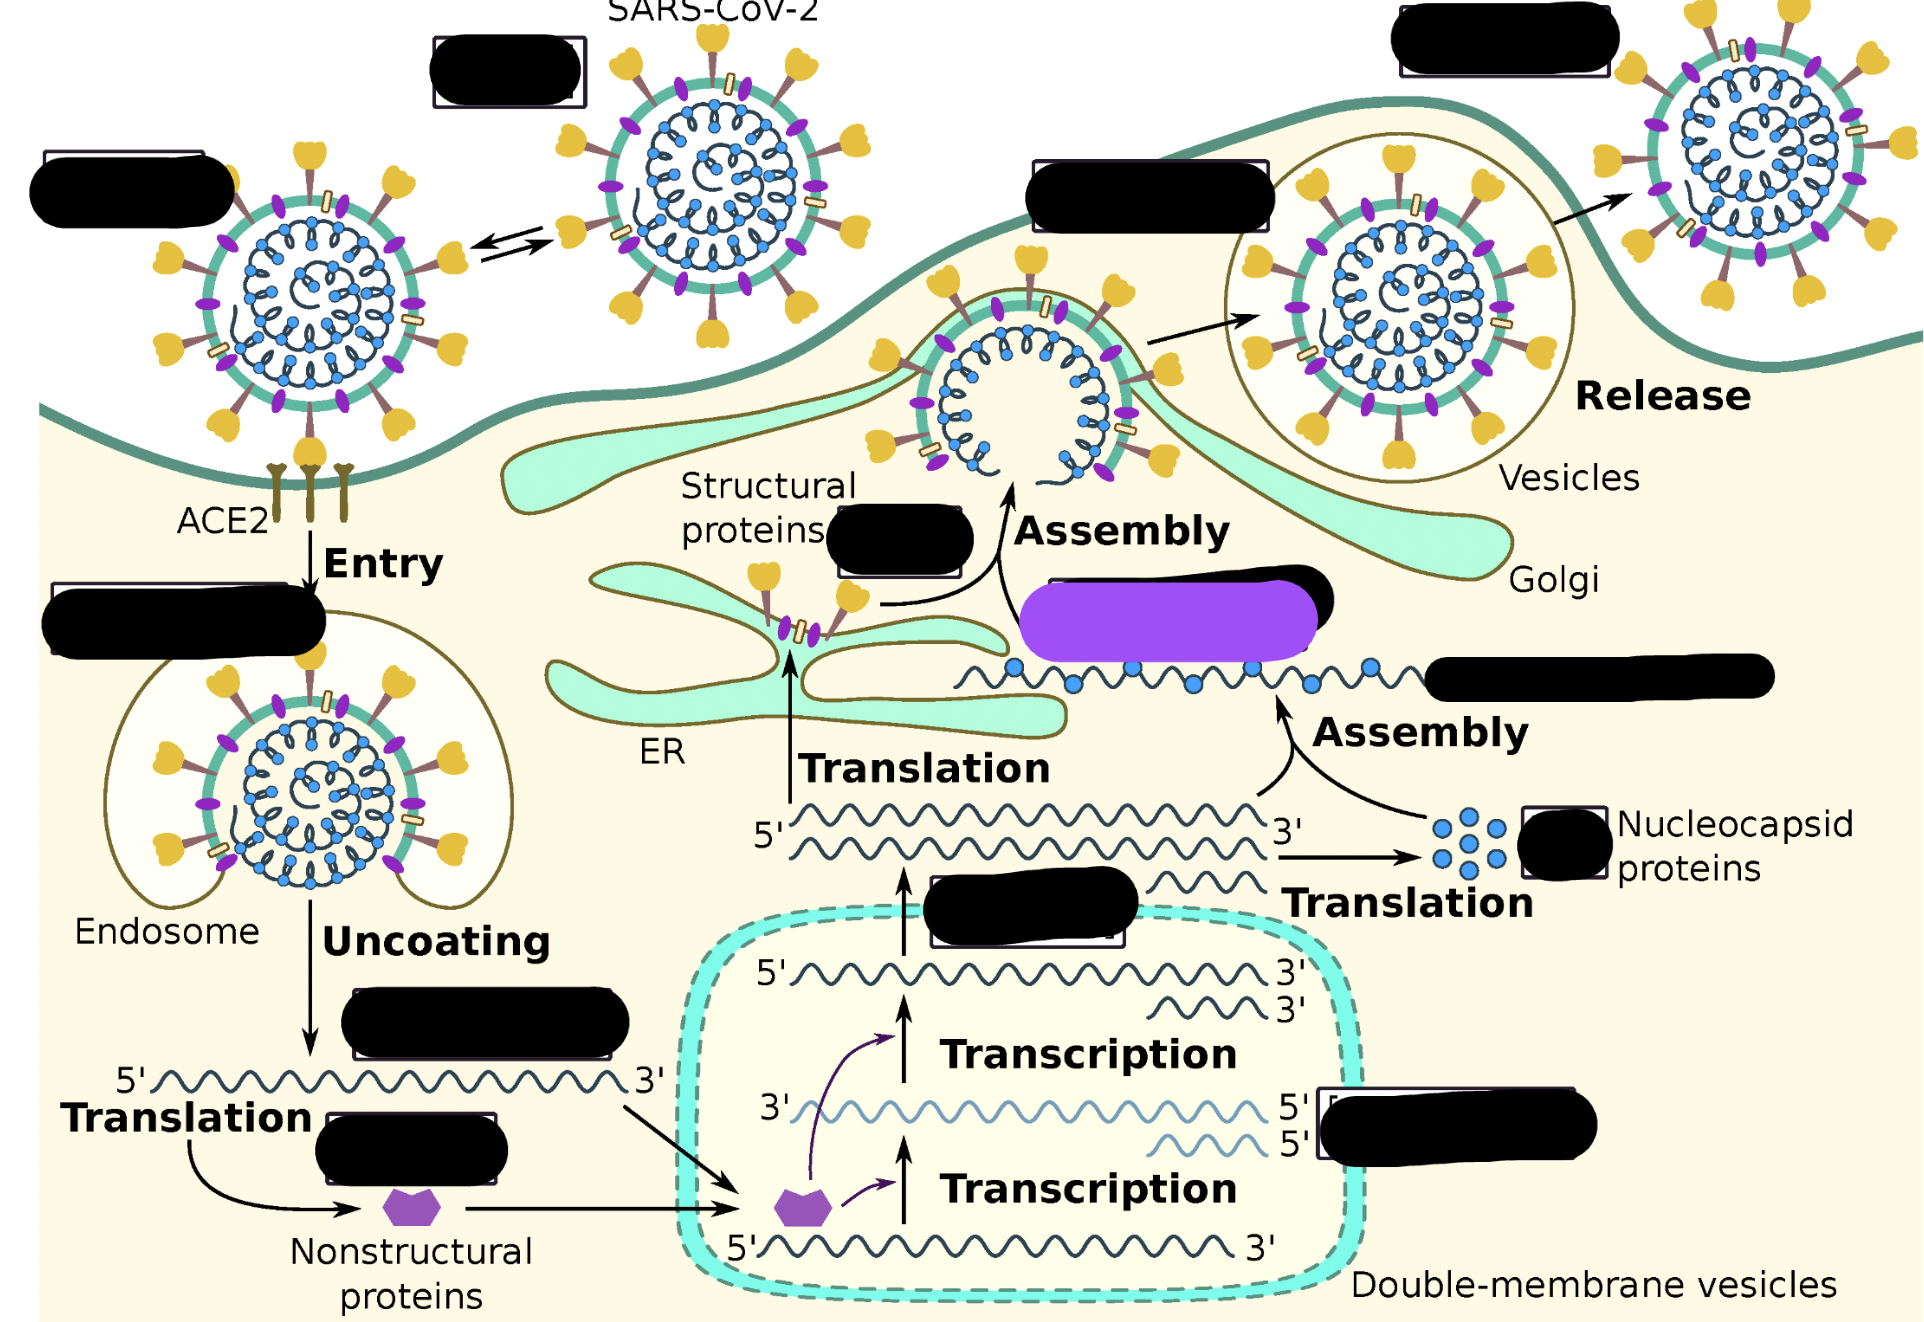 SARS-CoV-2
ACE2
Entry
Structural
proteins
Assembly
Release
Vesicles
Golgi
ER
Translation
Assembly
5'
3'
Nucleocapsid
proteins
Translation
Endosome
Uncoating
5'
3'
3'
5'
3'
Transcription
Translation
3'
5'
5'
Transcription
5'
3'
Nonstructural
proteins
Double-membrane vesicles